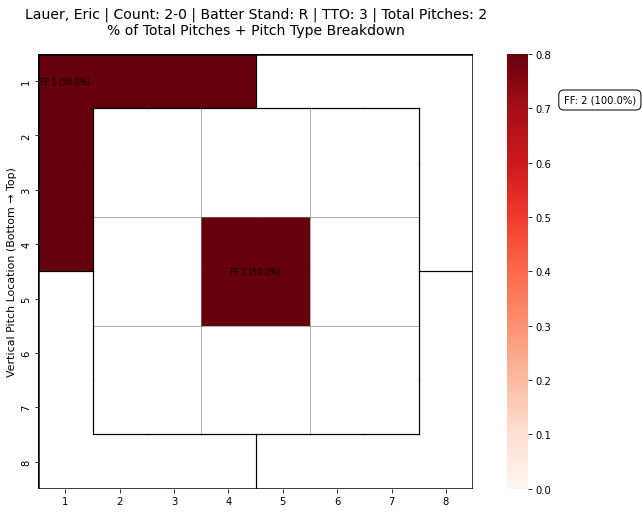 Lauer, Eric | Count: 2-0 | Batter Stand: R | TTO: 3 | Total Pitches: 2
% of Total Pitches + Pitch Type Breakdown
FF 1 (50.0%)
FF 1 (50.0%)
Vertical Pitch Location (Bottom → Top)
1
2
3
4
5
6
7
8
1 2 3 4 5 6 7 8
0.8
0.7
0.6
0.5
0.4
0.3
0.2
0.1
0.0
FF: 2 (100.0%)